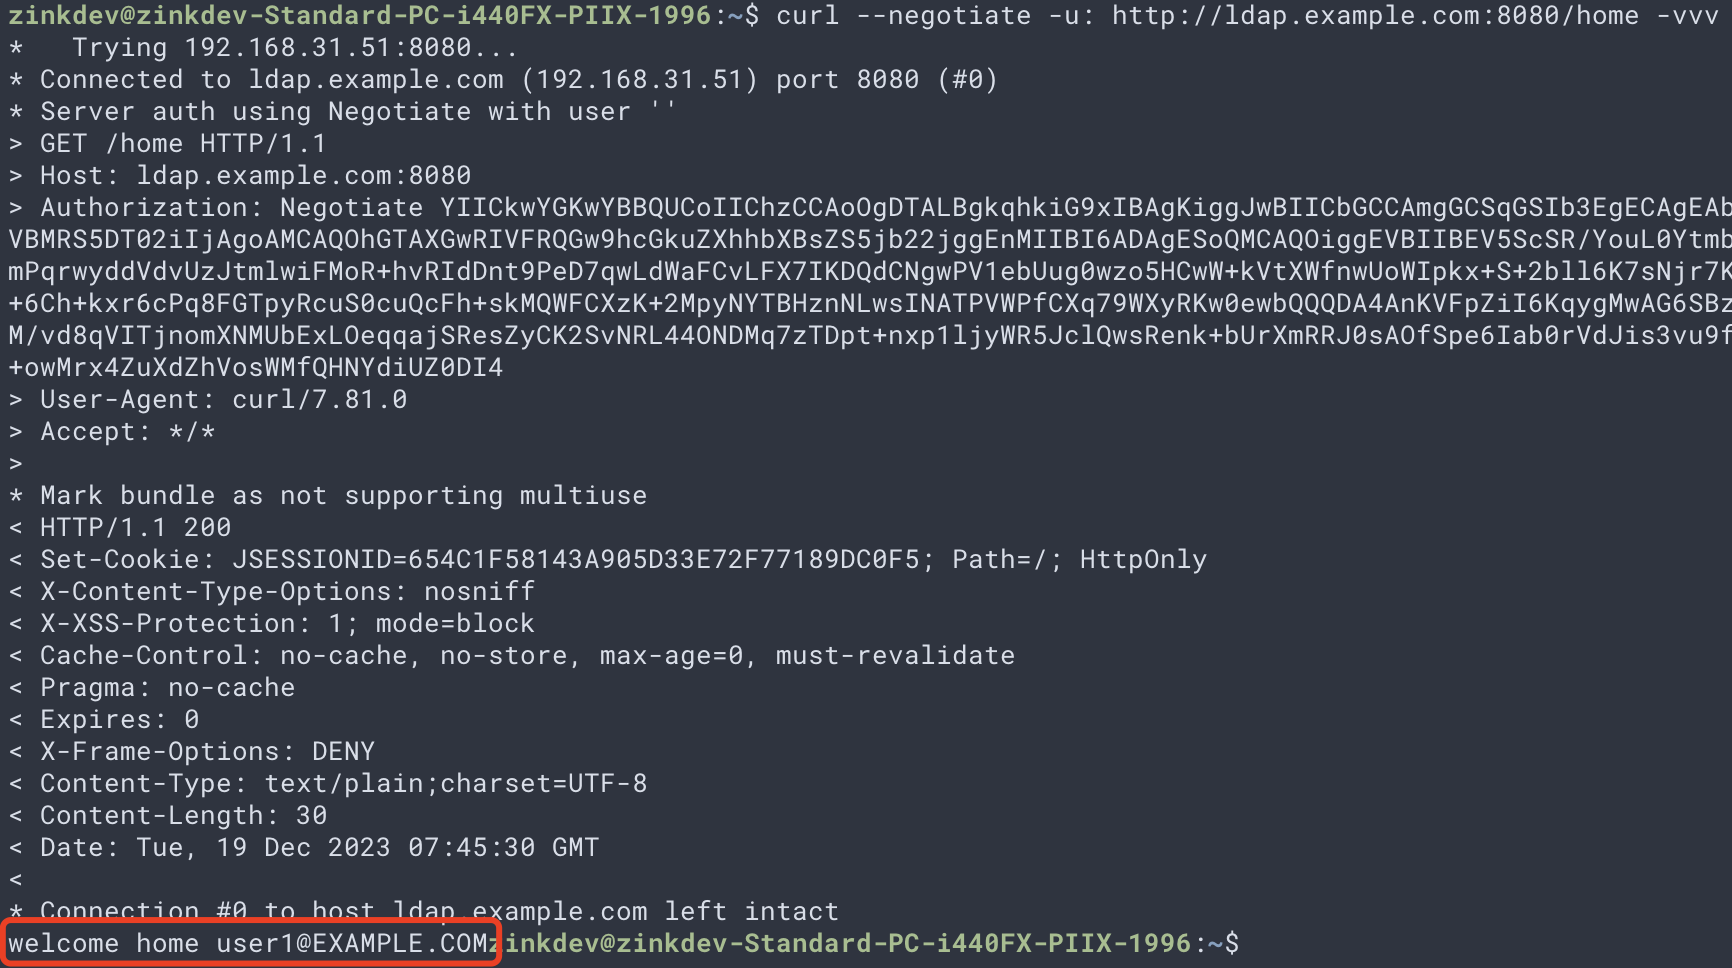 zinkdev@zinkdev-Standard-PC-i440FX-PIIX-1996:~$ curl --negotiate -u: http://ldap.example.com:8080/home -vvv
*   Trying 192.168.31.51:8080...
* Connected to ldap.example.com (192.168.31.51) port 8080 (#0)
* Server auth using Negotiate with user ''
> GET /home HTTP/1.1
> Host: ldap.example.com:8080
> Authorization: Negotiate YIICkwYGKwYBBQUCoIIChzCCAoOgDTALBgkqhkiG9xIBAgKiggJwBIICbGCCAmgGCSqGSIb3EgECAgEAb
VBMRS5DT02iIjAgoAMCAQOhGTAXGwRIVFRQGw9hcGkuZXhhbXBsZS5jb22jggEnMIIBI6ADAgESoQMCAQOiggEVBIIBEV5ScSR/YouL0Ytmb
mPqrwyddVdvUzJtmlwiFMoR+hvRIdDnt9PeD7qwLdWaFCvLFX7IKDQdCNgwPV1ebUug0wzo5HCwW+kVtXWfnwUoWIpkx+S+2bll6K7sNjr7K
+6Ch+kxr6cPq8FGTpyRcuS0cuQcFh+skMQWFCXzK+2MpyNYTBHznNLwsINATPVWPfCXq79WXyRKw0ewbQQQDA4AnKVFpZiI6KqygMwAG6SBz
M/vd8qVITjnomXNMUbExLOeqqajSResZyCK2SvNRL44ONDMq7zTDpt+nxp1ljyWR5JclQwsRenk+bUrXmRRJ0sAOfSpe6Iab0rVdJis3vu9f
+owMrx4ZuXdZhVosWMfQHNYdiUZ0DI4
> User-Agent: curl/7.81.0
> Accept: */*
>
* Mark bundle as not supporting multiuse
< HTTP/1.1 200
< Set-Cookie: JSESSIONID=654C1F58143A905D33E72F77189DC0F5; Path=/; HttpOnly
< X-Content-Type-Options: nosniff
< X-XSS-Protection: 1; mode=block
< Cache-Control: no-cache, no-store, max-age=0, must-revalidate
< Pragma: no-cache
< Expires: 0
< X-Frame-Options: DENY
< Content-Type: text/plain;charset=UTF-8
< Content-Length: 30
< Date: Tue, 19 Dec 2023 07:45:30 GMT
<
* Connection #0 to host ldap.example.com left intact
welcome home user1@EXAMPLE.COMzinkdev@zinkdev-Standard-PC-i440FX-PIIX-1996:~$